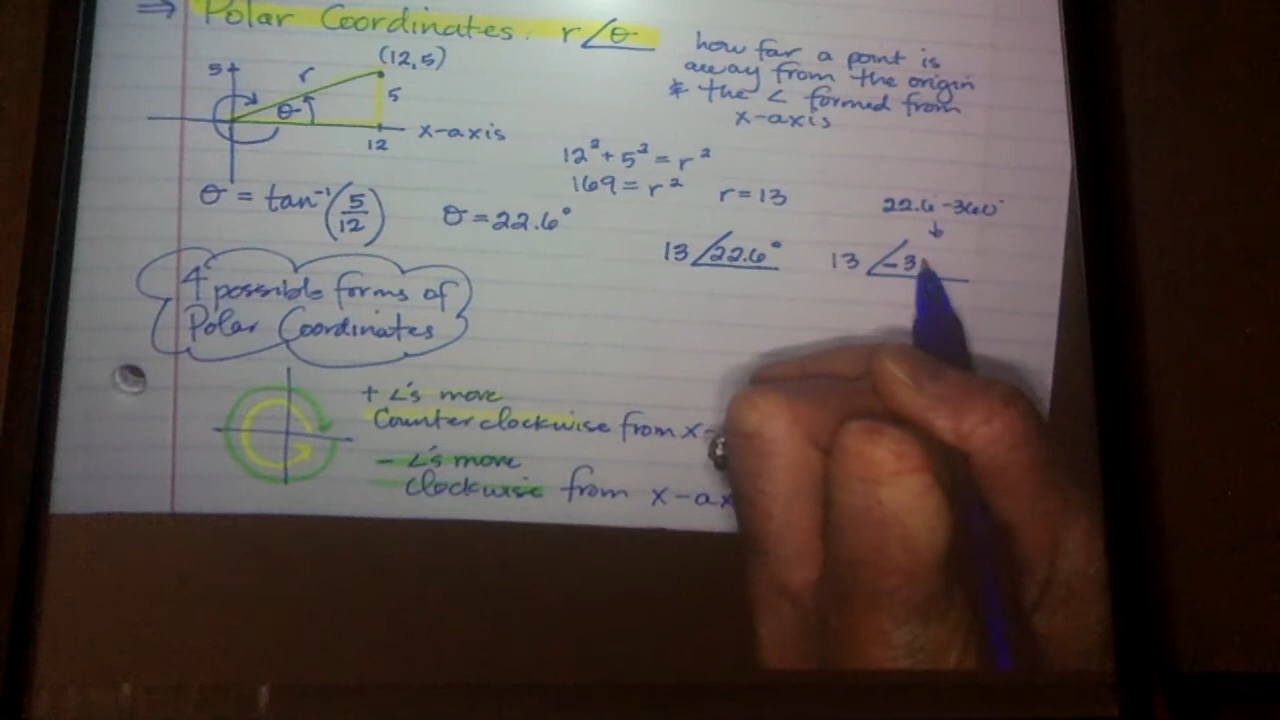 ⇒ Polar Coordinates: r∠θ
how far a point is
away from the origin
& the ∠ formed from
x-axis
(12,5)
5
r
5
θ
x-axis
12
12² + 5² = r²
169 = r² r = 13
θ = tan⁻¹(5/12) θ = 22.6°
22.6 - 360°
↓
13∠22.6° 13∠-3
4 possible forms of
Polar Coordinates
+ ∠'s move
Counter clockwise from x-
- ∠'s move
clockwise from x-ax